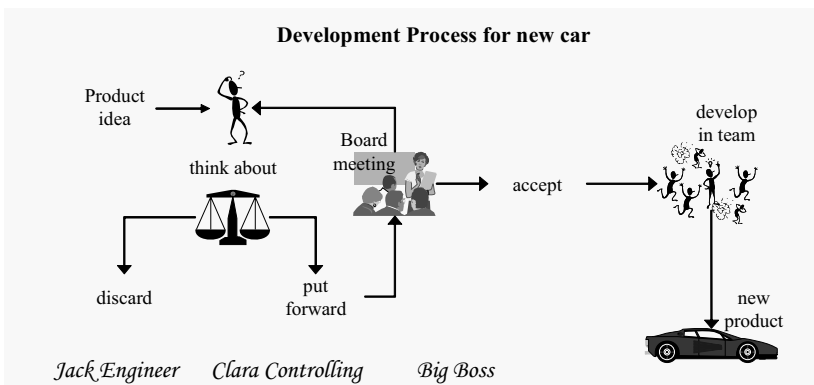 Development Process for new car
?
Product
idea
think about
Board
meeting
accept
develop
in team
discard
put
forward
new
product
Jack Engineer
Clara Controlling
Big Boss